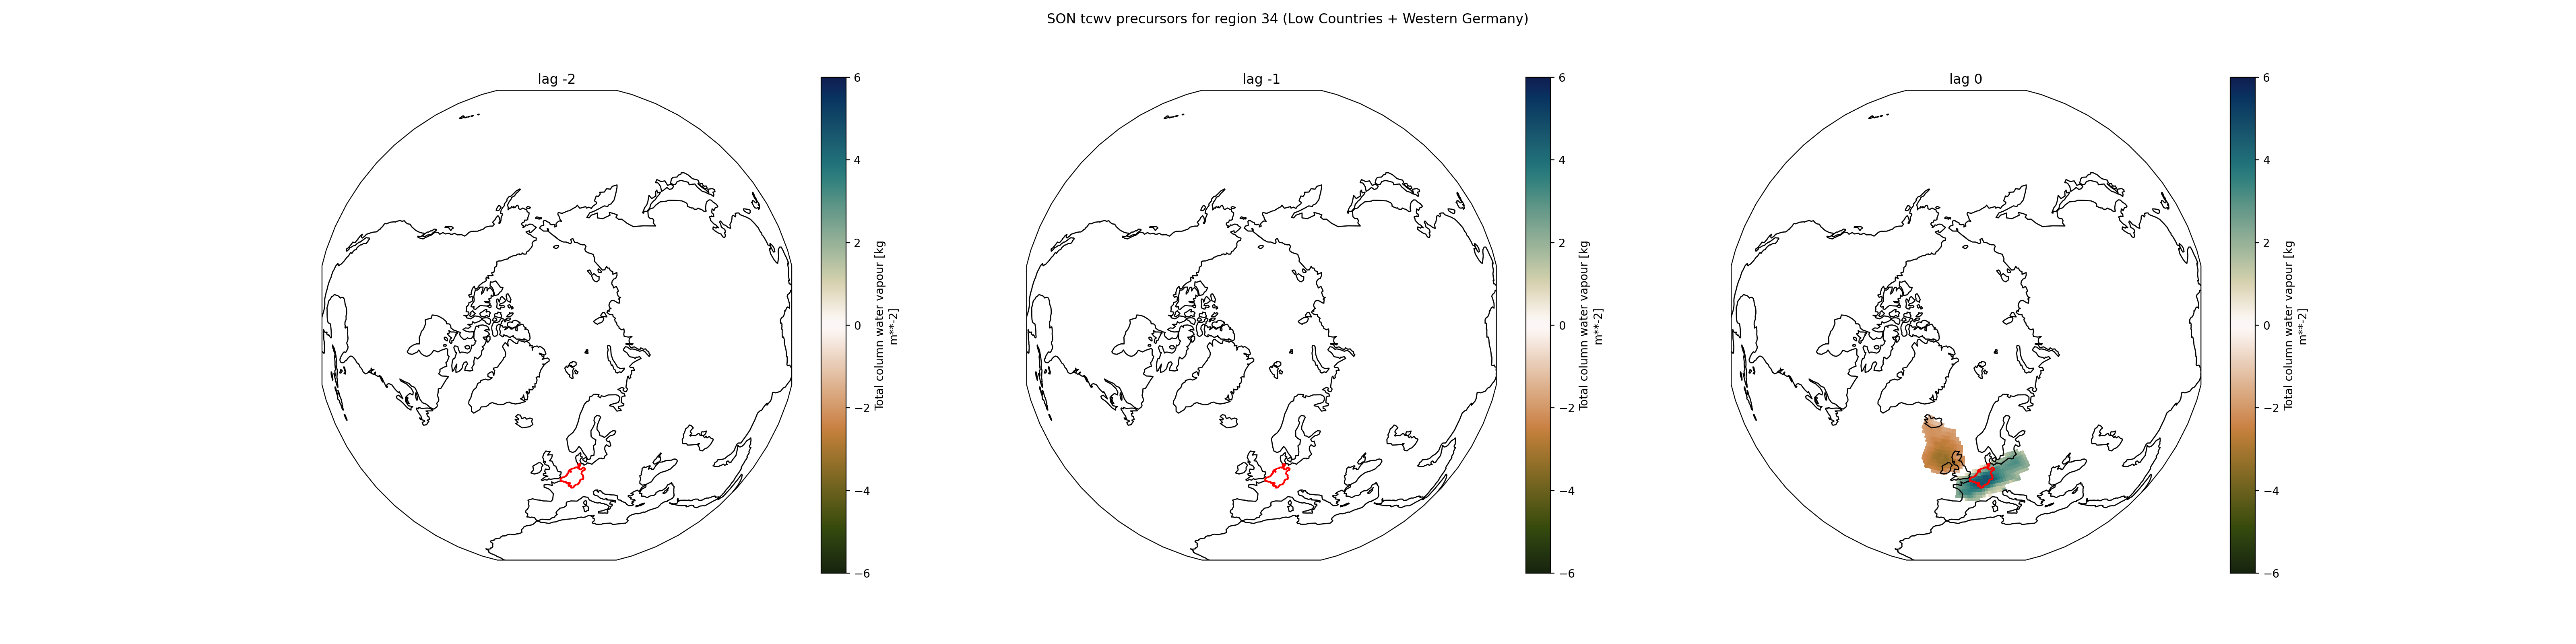 SON tcwv precursors for region 34 (Low Countries + Western Germany)
lag -2
6
4
2
0
−2
−4
−6
Total column water vapour [kg
m**-2]
lag -1
6
4
2
0
−2
−4
−6
Total column water vapour [kg
m**-2]
lag 0
6
4
2
0
−2
−4
−6
Total column water vapour [kg
m**-2]